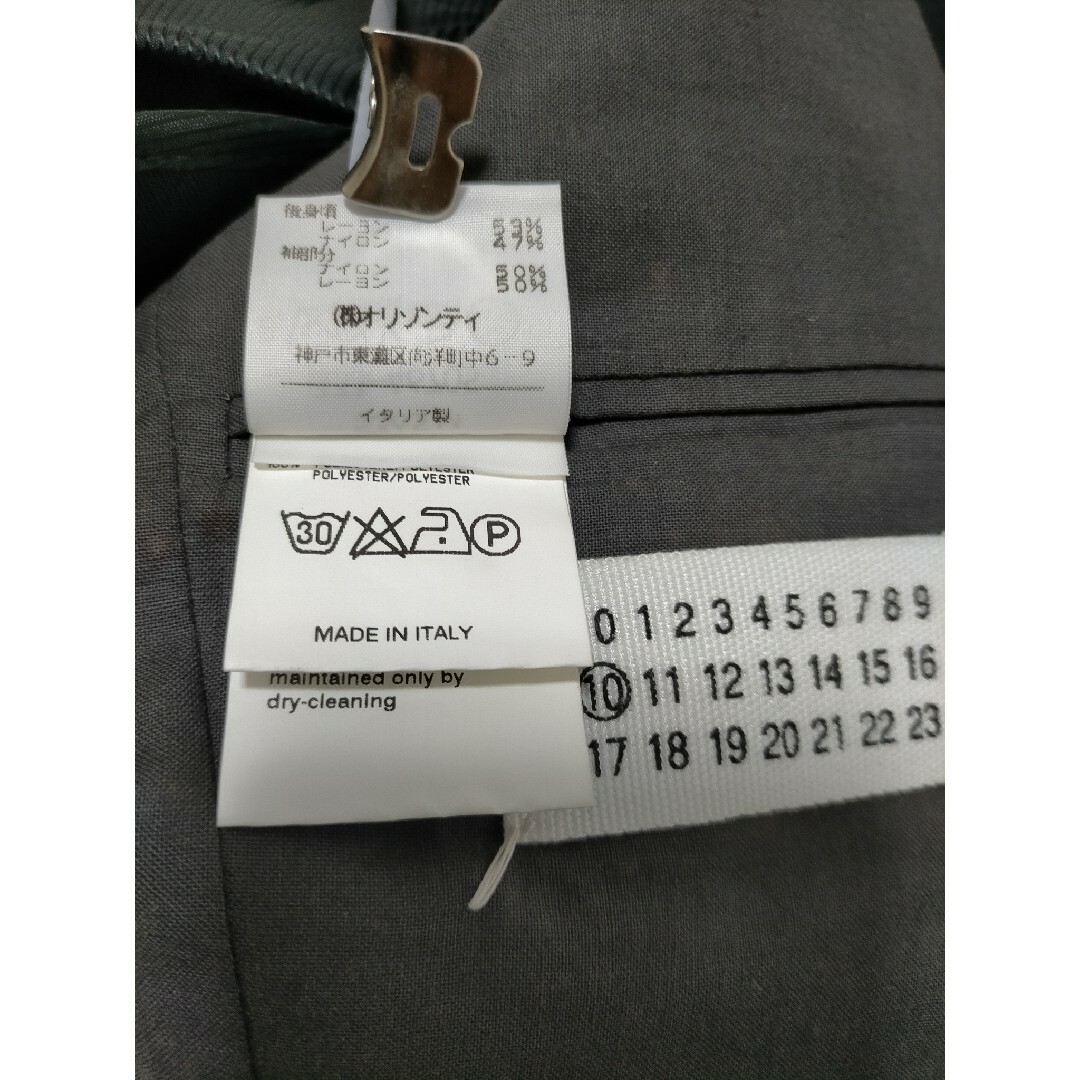 後身頃
レーヨン 53%
ナイロン 47%
袖部分
ナイロン 50%
レーヨン 50%
㈱オリゾンティ
神戸市東灘区向洋町中6-9
イタリア製
100%
POLYESTER/POLYESTER
30 P
MADE IN ITALY
maintained only by
dry-cleaning
0 1 2 3 4 5 6 7 8 9
10 11 12 13 14 15 16
17 18 19 20 21 22 23